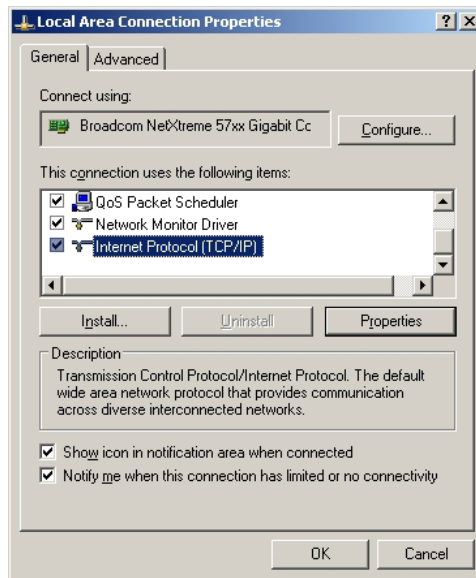 Local Area Connection Properties
General Advanced
Connect using:
Broadcom NetXtreme 57xx Gigabit Cc
Configure...
This connection uses the following items:
QoS Packet Scheduler
Network Monitor Driver
Internet Protocol (TCP/IP)
Install... Uninstall Properties
Description
Transmission Control Protocol/Internet Protocol. The default
wide area network protocol that provides communication
across diverse interconnected networks.
Show icon in notification area when connected
Notify me when this connection has limited or no connectivity
OK Cancel